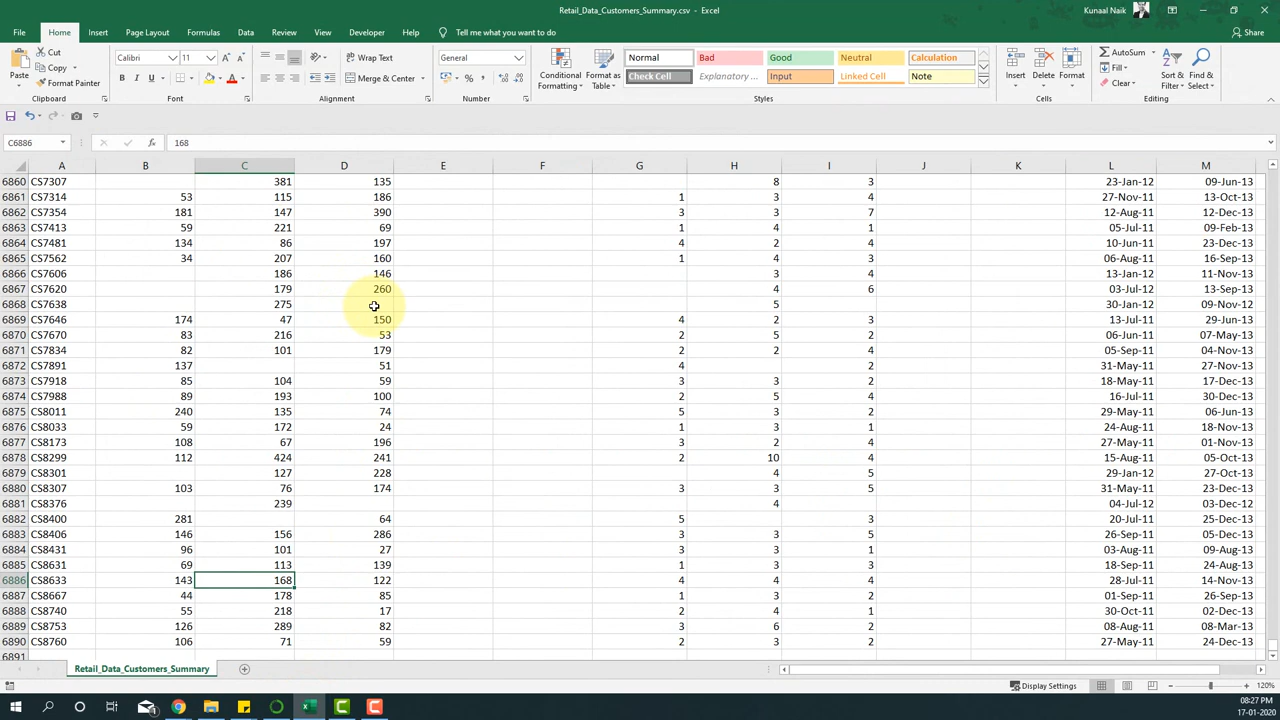 Retail_Data_Customers_Summary.csv - Excel
Kunaal Naik
File Home Insert Page Layout Formulas Data Review View Developer Help Tell me what you want to do Share
Paste Cut Copy Format Painter Clipboard
Calibri 11 B I U A A A Font
Wrap Text Merge & Center Alignment
General % , Number
Conditional Formatting Format as Table
Normal Bad Good Neutral Calculation
Check Cell Explanatory ... Input Linked Cell Note
Styles
Insert Delete Format Cells
AutoSum Fill Clear Sort & Filter Find & Select Editing
C6886 fx 168
A B C D E F G H I J K L M
6860 CS7307 381 135 8 3 23-Jan-12 09-Jun-13
6861 CS7314 53 115 186 1 3 4 27-Nov-11 13-Oct-13
6862 CS7354 181 147 390 3 3 7 12-Aug-11 12-Dec-13
6863 CS7413 59 221 69 1 4 1 05-Jul-11 09-Feb-13
6864 CS7481 134 86 197 4 2 4 10-Jun-11 23-Dec-13
6865 CS7562 34 207 160 1 4 3 06-Aug-11 16-Sep-13
6866 CS7606 186 146 3 4 13-Jan-12 11-Nov-13
6867 CS7620 179 260 4 6 03-Jul-12 13-Sep-13
6868 CS7638 275 5 30-Jan-12 09-Nov-12
6869 CS7646 174 47 150 4 2 3 13-Jul-11 29-Jun-13
6870 CS7670 83 216 53 2 5 2 06-Jun-11 07-May-13
6871 CS7834 82 101 179 2 2 4 05-Sep-11 04-Nov-13
6872 CS7891 137 51 4 2 31-May-11 27-Nov-13
6873 CS7918 85 104 59 3 3 2 18-May-11 17-Dec-13
6874 CS7988 89 193 100 2 5 4 16-Jul-11 30-Dec-13
6875 CS8011 240 135 74 5 3 2 29-May-11 06-Jun-13
6876 CS8033 59 172 24 1 3 1 24-Aug-11 18-Nov-13
6877 CS8173 108 67 196 3 2 4 27-May-11 01-Nov-13
6878 CS8299 112 424 241 2 10 4 15-Aug-11 05-Oct-13
6879 CS8301 127 228 4 5 29-Jan-12 27-Oct-13
6880 CS8307 103 76 174 3 3 5 31-May-11 23-Dec-13
6881 CS8376 239 4 04-Jul-12 03-Dec-12
6882 CS8400 281 64 5 3 20-Jul-11 25-Dec-13
6883 CS8406 146 156 286 3 3 5 26-Sep-11 05-Dec-13
6884 CS8431 96 101 27 3 3 1 03-Aug-11 09-Aug-13
6885 CS8631 69 113 139 1 3 3 18-Sep-11 24-Aug-13
6886 CS8633 143 168 122 4 4 4 28-Jul-11 14-Nov-13
6887 CS8667 44 178 85 1 3 2 01-Sep-11 26-Sep-13
6888 CS8740 55 218 17 2 4 1 30-Oct-11 02-Dec-13
6889 CS8753 126 289 82 3 6 2 08-Aug-11 08-Mar-13
6890 CS8760 106 71 59 2 3 2 27-May-11 24-Dec-13
6891
Retail_Data_Customers_Summary
Display Settings 120%
08:27 PM
17-01-2020